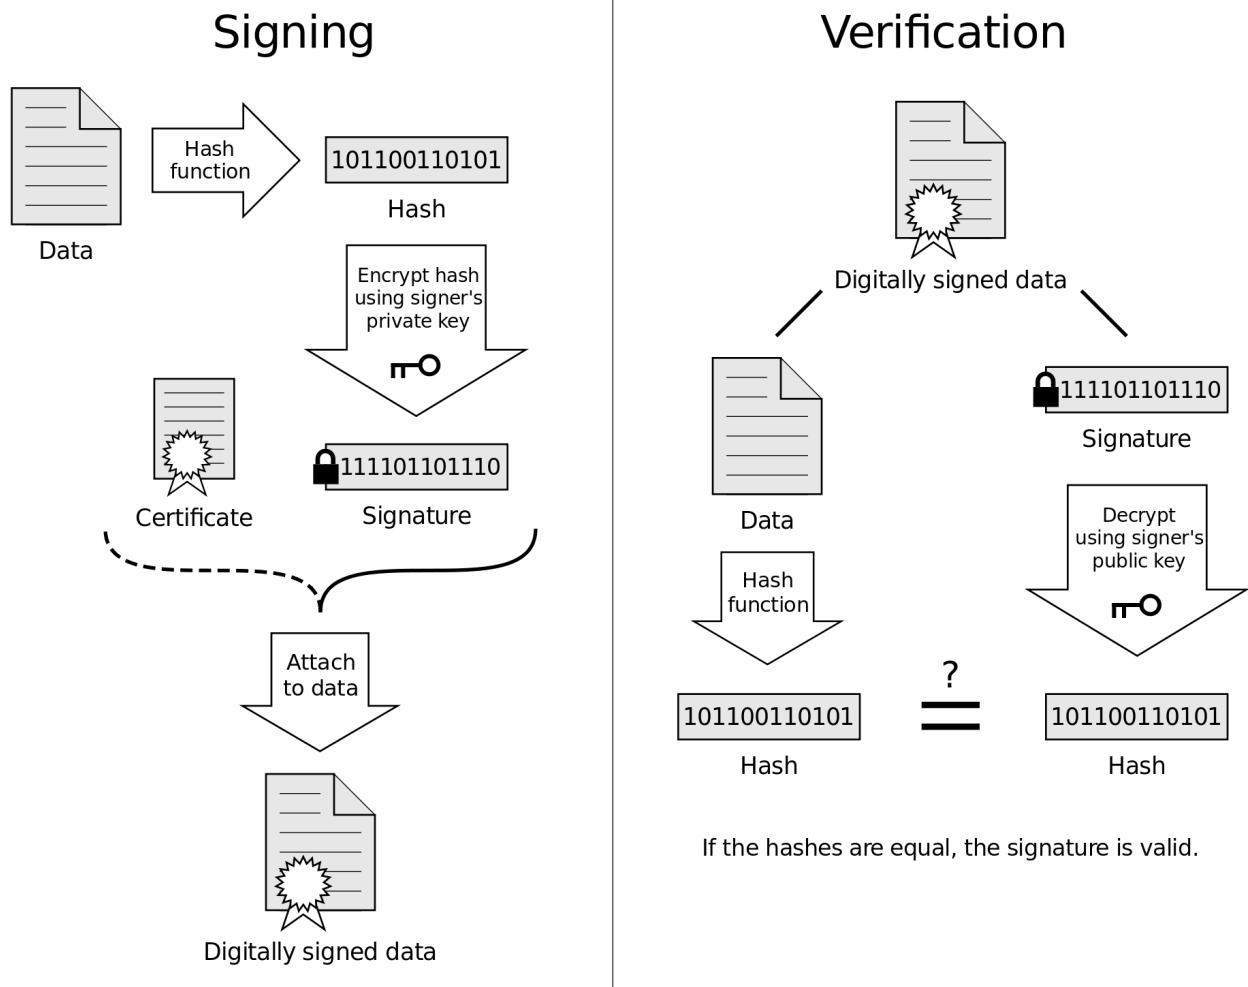 Signing
Hash
function
101100110101
Hash
Data
Encrypt hash
using signer's
private key
111101101110
Certificate
Signature
Attach
to data
Digitally signed data
Verification
Digitally signed data
111101101110
Signature
Data
Decrypt
using signer's
public key
Hash
function
?
101100110101
101100110101
Hash
Hash
If the hashes are equal, the signature is valid.